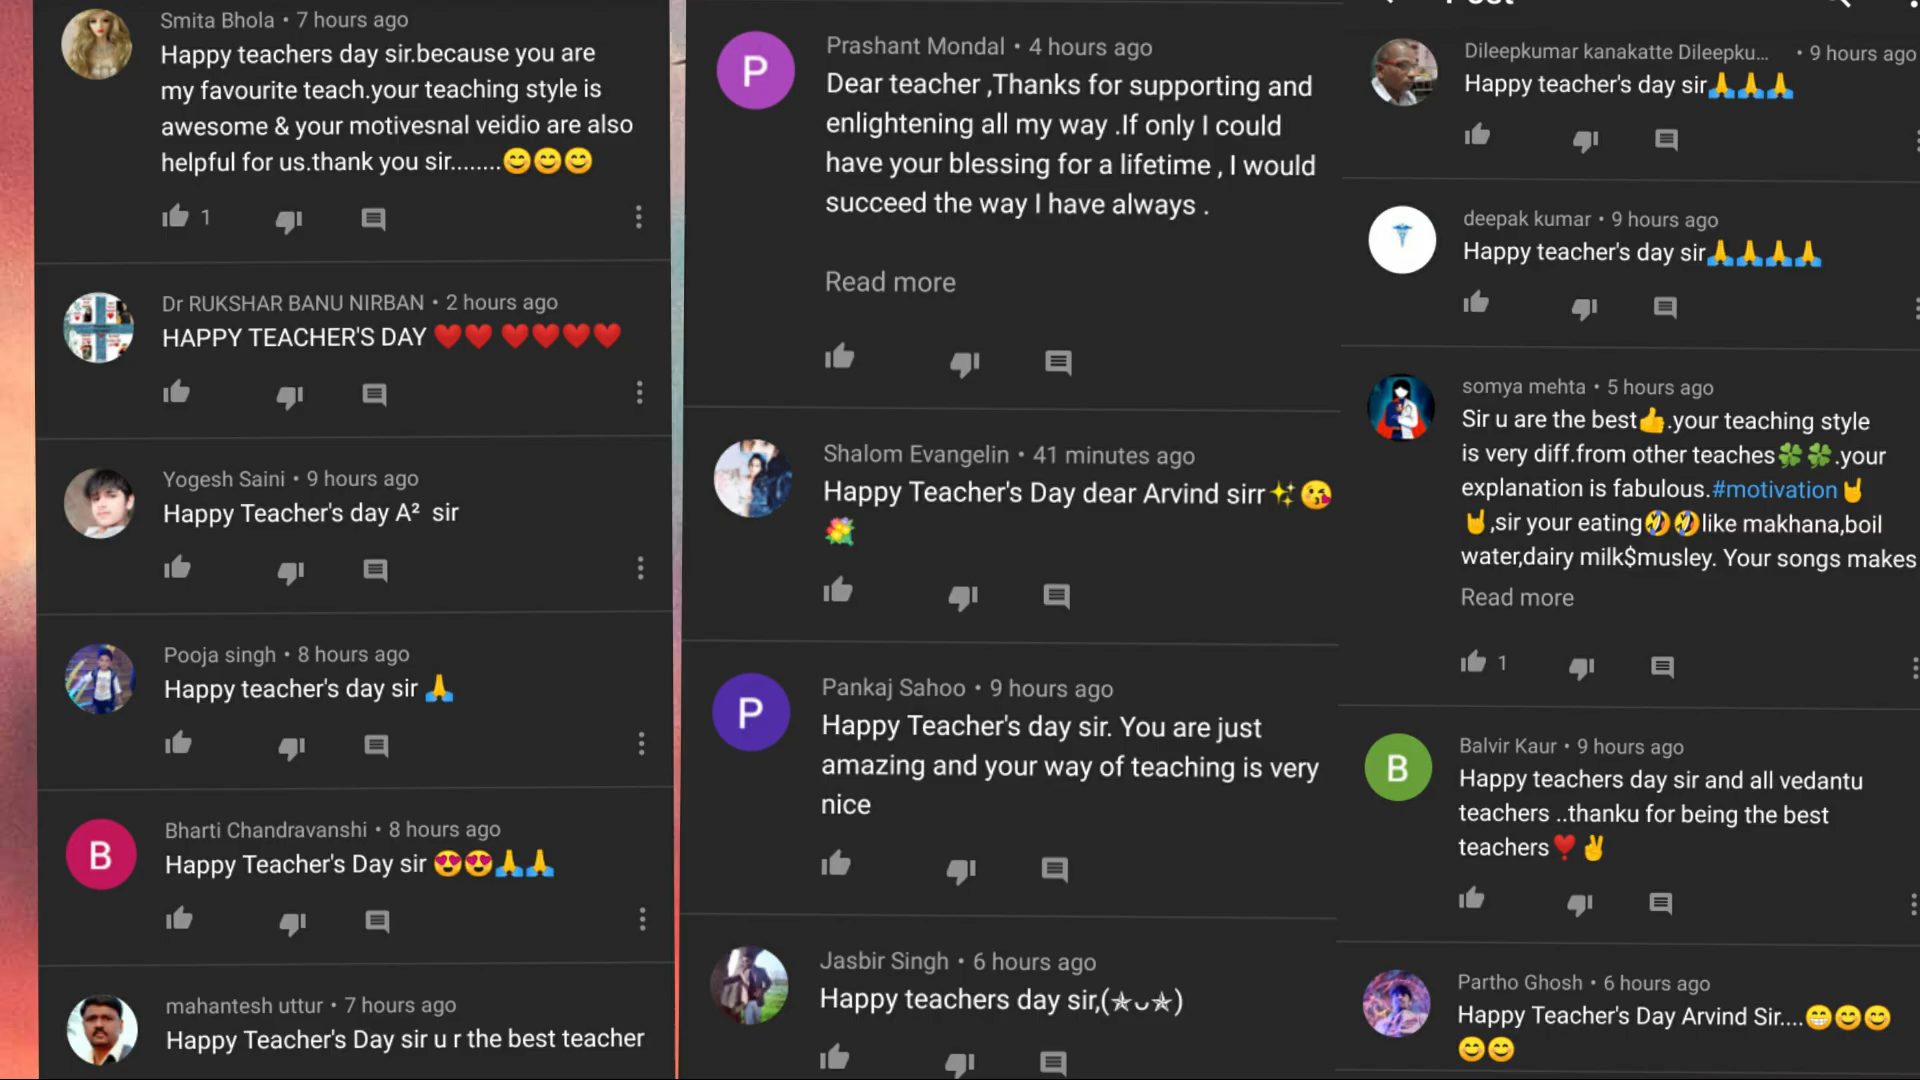 Smita Bhola • 7 hours ago
Happy teachers day sir.because you are
my favourite teach.your teaching style is
awesome & your motivesnal veidio are also
helpful for us.thank you sir........😊😊😊
1
Dr RUKSHAR BANU NIRBAN • 2 hours ago
HAPPY TEACHER'S DAY ❤️❤️ ❤️❤️❤️❤️
Yogesh Saini • 9 hours ago
Happy Teacher's day A² sir
Pooja singh • 8 hours ago
Happy teacher's day sir 🙏
B
Bharti Chandravanshi • 8 hours ago
Happy Teacher's Day sir 😍😍🙏🙏
mahantesh uttur • 7 hours ago
Happy Teacher's Day sir u r the best teacher
P
Prashant Mondal • 4 hours ago
Dear teacher ,Thanks for supporting and
enlightening all my way .If only I could
have your blessing for a lifetime , I would
succeed the way I have always .
Read more
Shalom Evangelin • 41 minutes ago
Happy Teacher's Day dear Arvind sirr✨😘
💐
P
Pankaj Sahoo • 9 hours ago
Happy Teacher's day sir. You are just
amazing and your way of teaching is very
nice
Jasbir Singh • 6 hours ago
Happy teachers day sir,(✯ᴗ✯)
Post
Dileepkumar kanakatte Dileepku... • 9 hours ago
Happy teacher's day sir🙏🙏🙏
deepak kumar • 9 hours ago
Happy teacher's day sir🙏🙏🙏🙏
somya mehta • 5 hours ago
Sir u are the best👍.your teaching style
is very diff.from other teaches🍀🍀.your
explanation is fabulous.#motivation🤘
🤘,sir your eating🤣🤣like makhana,boil
water,dairy milk$musley. Your songs makes
Read more
1
B
Balvir Kaur • 9 hours ago
Happy teachers day sir and all vedantu
teachers ..thanku for being the best
teachers❣️✌️
Partho Ghosh • 6 hours ago
Happy Teacher's Day Arvind Sir....😁😊😊
😊😊